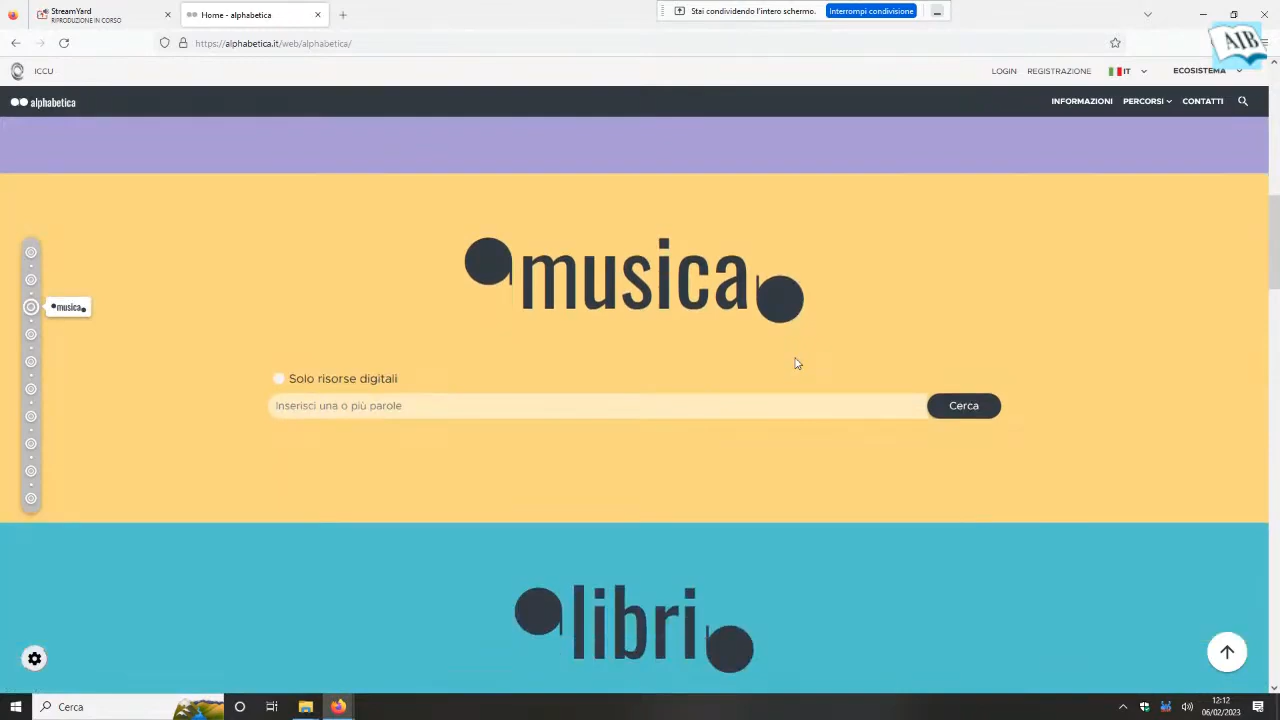 StreamYard
RIPRODUZIONE IN CORSO
Home - alphabetica
Stai condividendo l'intero schermo.
Interrompi condivisione
https://alphabetica.it/web/alphabetica/
AIB
ICCU
LOGIN
REGISTRAZIONE
IT
ECOSISTEMA
alphabetica
INFORMAZIONI
PERCORSI
CONTATTI
musica
musica
Solo risorse digitali
Inserisci una o più parole
Cerca
libri
Cerca
12:12
06/02/2023